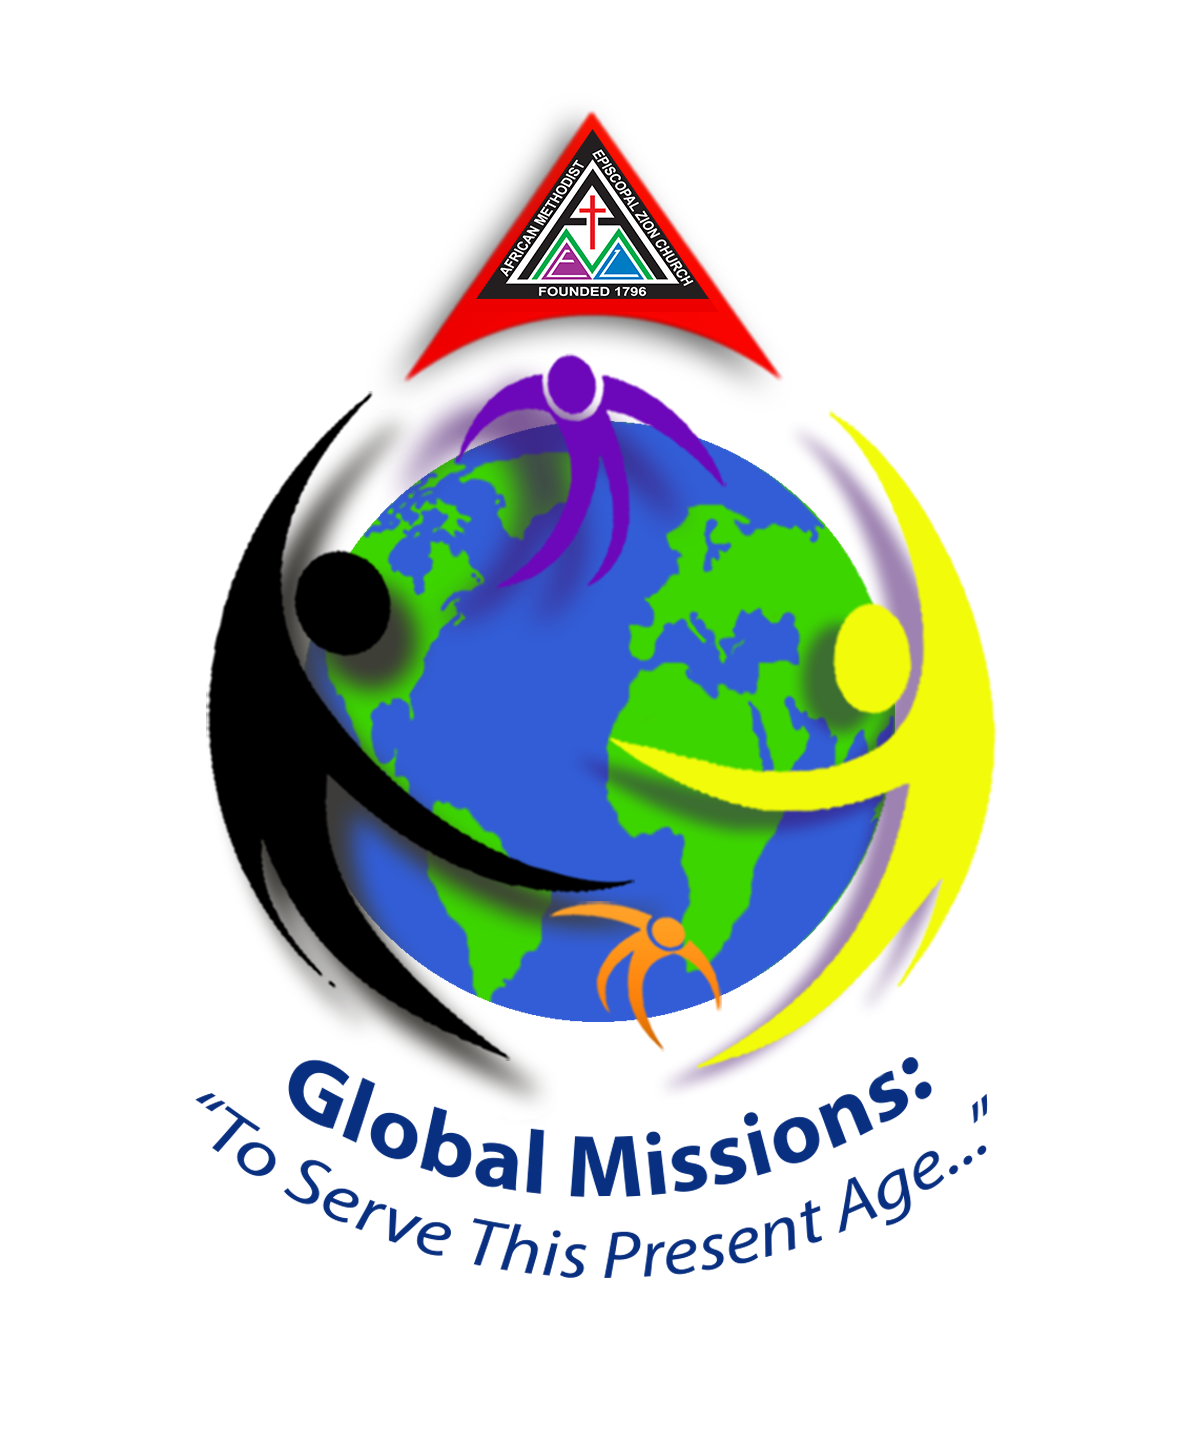 AFRICAN METHODIST
EPISCOPAL ZION CHURCH
A
M
E Z
FOUNDED 1796
Global Missions:
“To Serve This Present Age...”